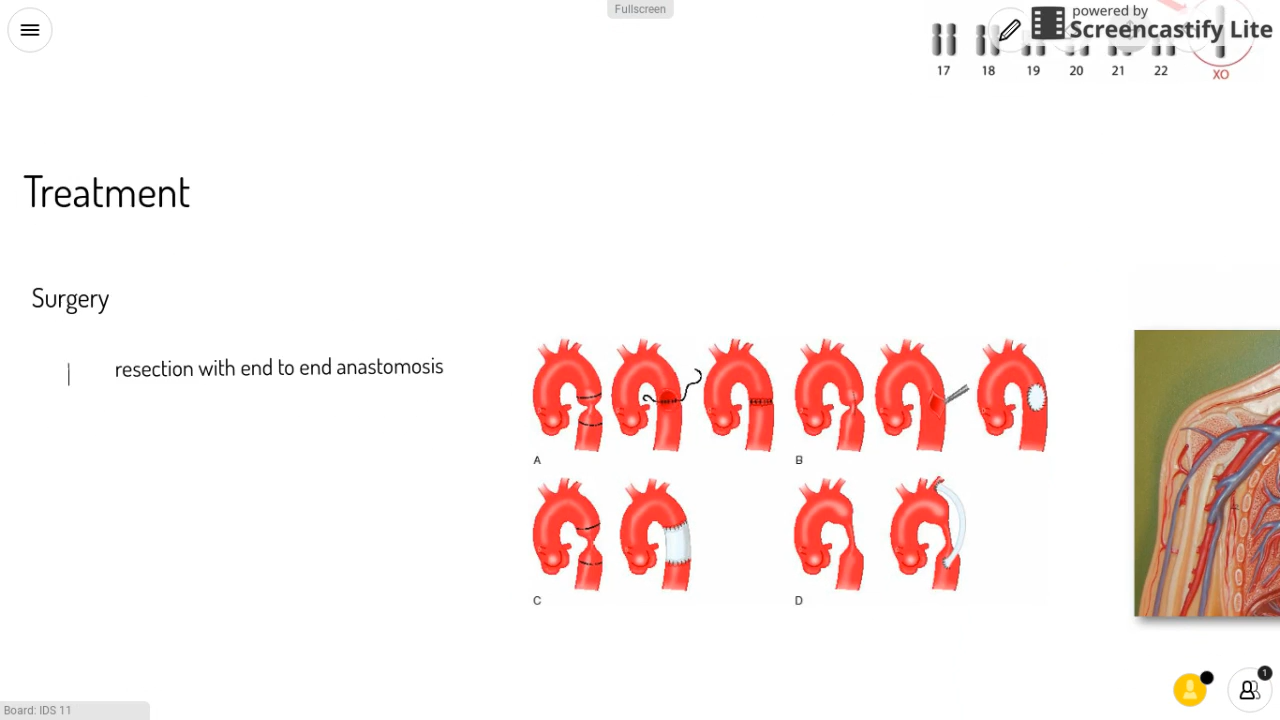 Fullscreen
powered by
Screencastify Lite
17 18 19 20 21 22 XO
Treatment
Surgery
resection with end to end anastomosis
A B
C D
1
Board: IDS 11